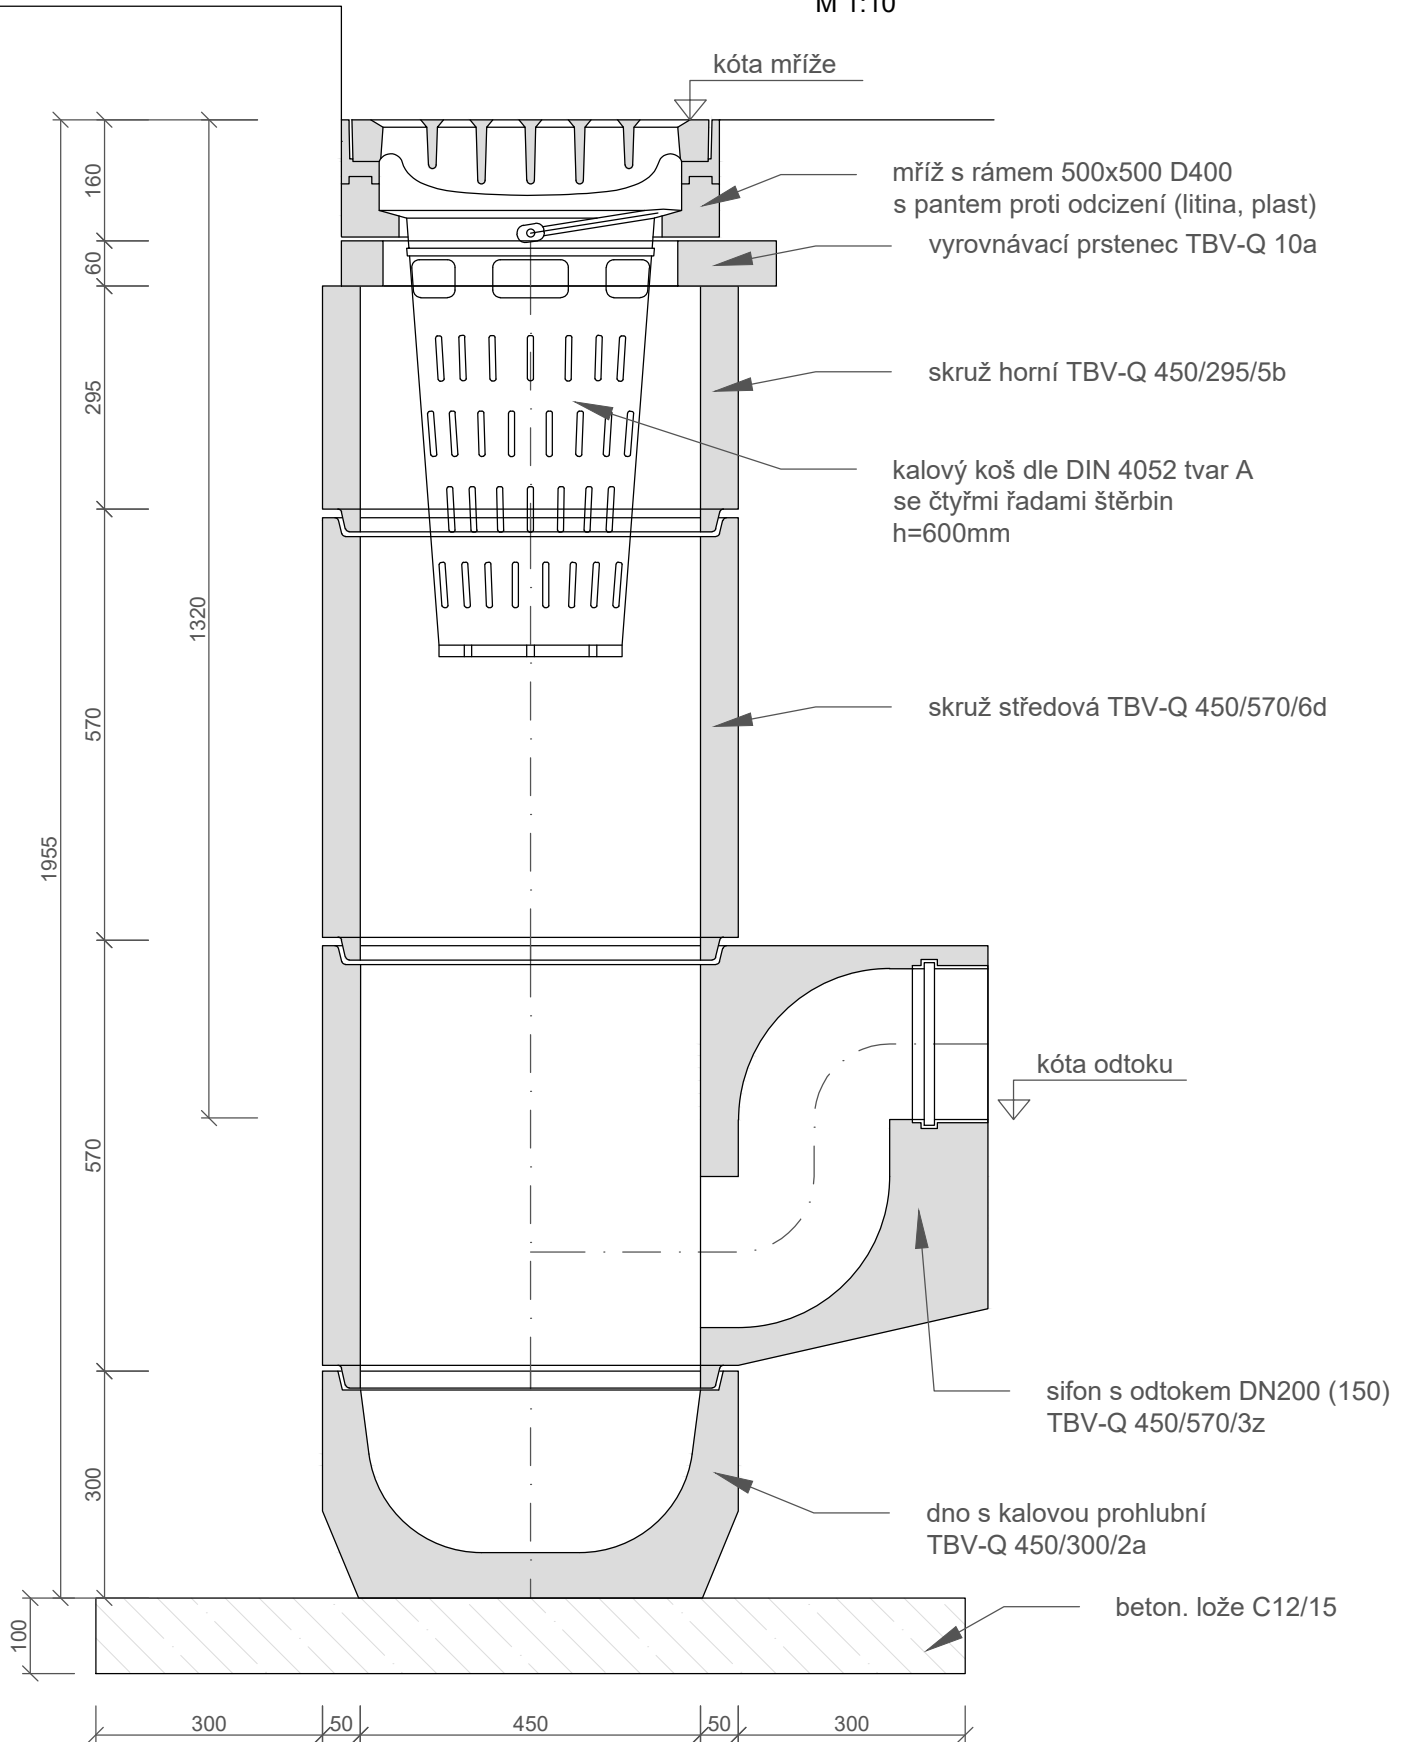 M 1:10
kóta mříže
mříž s rámem 500x500 D400
s pantem proti odcizení (litina, plast)
vyrovnávací prstenec TBV-Q 10a
skruž horní TBV-Q 450/295/5b
kalový koš dle DIN 4052 tvar A
se čtyřmi řadami štěrbin
h=600mm
skruž středová TBV-Q 450/570/6d
kóta odtoku
sifon s odtokem DN200 (150)
TBV-Q 450/570/3z
dno s kalovou prohlubní
TBV-Q 450/300/2a
beton. lože C12/15
160
60
295
570
570
300
1320
1955
100
300
50
450
50
300